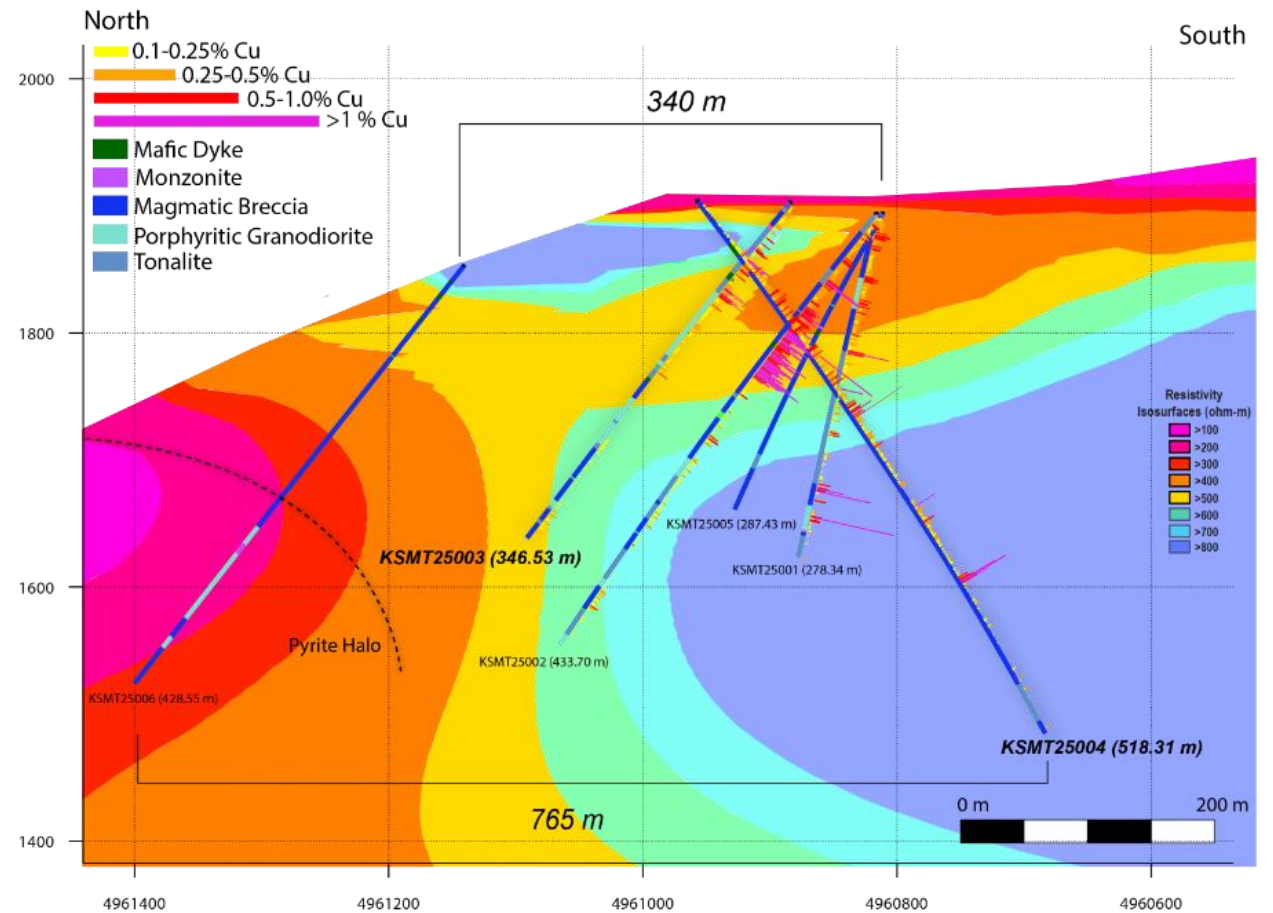 North
South
0.1-0.25% Cu
0.25-0.5% Cu
0.5-1.0% Cu
>1 % Cu
Mafic Dyke
Monzonite
Magmatic Breccia
Porphyritic Granodiorite
Tonalite
340 m
2000
1800
1600
1400
Resistivity
Isosurfaces (ohm-m)
>100
>200
>300
>400
>500
>600
>700
>800
KSMT25005 (287.43 m)
KSMT25003 (346.53 m)
KSMT25001 (278.34 m)
Pyrite Halo
KSMT25002 (433.70 m)
KSMT25006 (428.55 m)
KSMT25004 (518.31 m)
765 m
0 m
200 m
4961400
4961200
4961000
4960800
4960600